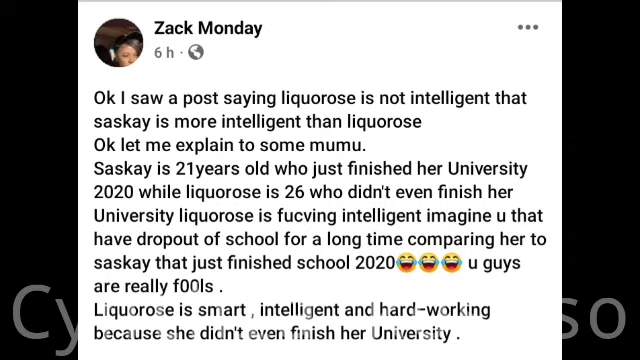 Zack Monday
6 h
Ok I saw a post saying liquorose is not intelligent that
saskay is more intelligent than liquorose
Ok let me explain to some mumu.
Saskay is 21years old who just finished her University
2020 while liquorose is 26 who didn't even finish her
University liquorose is fucving intelligent imagine u that
have dropout of school for a long time comparing her to
saskay that just finished school 2020😂😂😂 u guys
are really f00ls .
Liquorose is smart , intelligent and hard-working
because she didn't even finish her University .